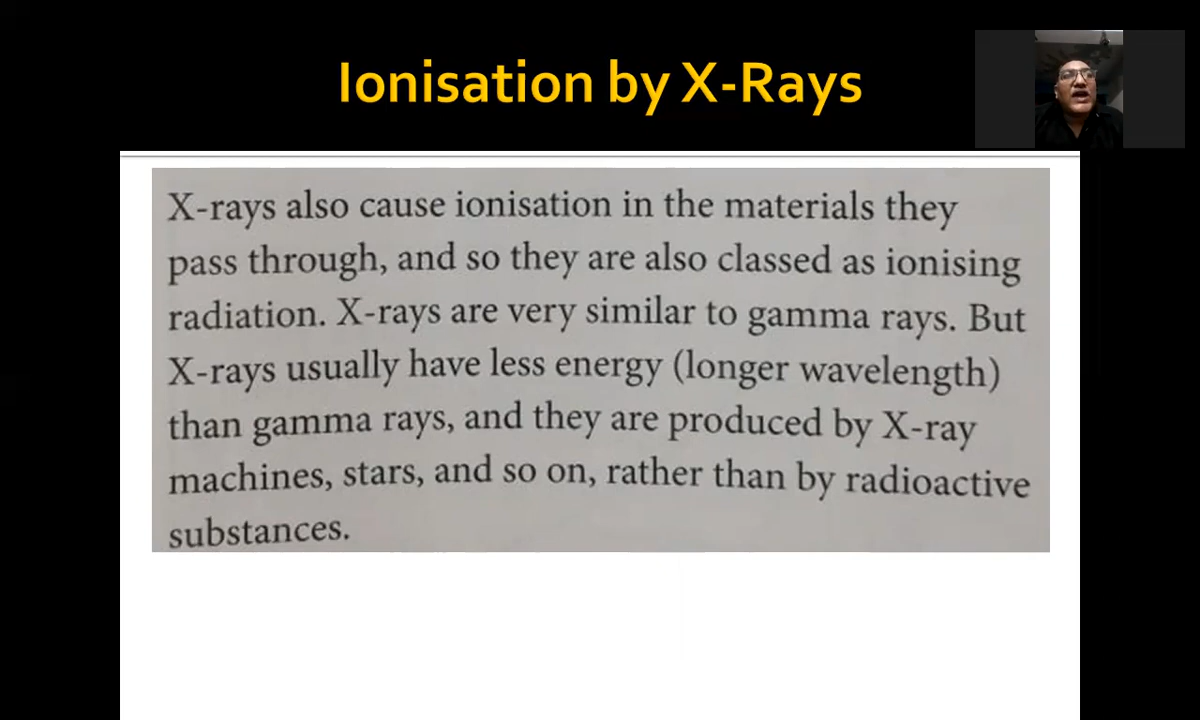 Ionisation by X-Rays
X-rays also cause ionisation in the materials they
pass through, and so they are also classed as ionising
radiation. X-rays are very similar to gamma rays. But
X-rays usually have less energy (longer wavelength)
than gamma rays, and they are produced by X-ray
machines, stars, and so on, rather than by radioactive
substances.